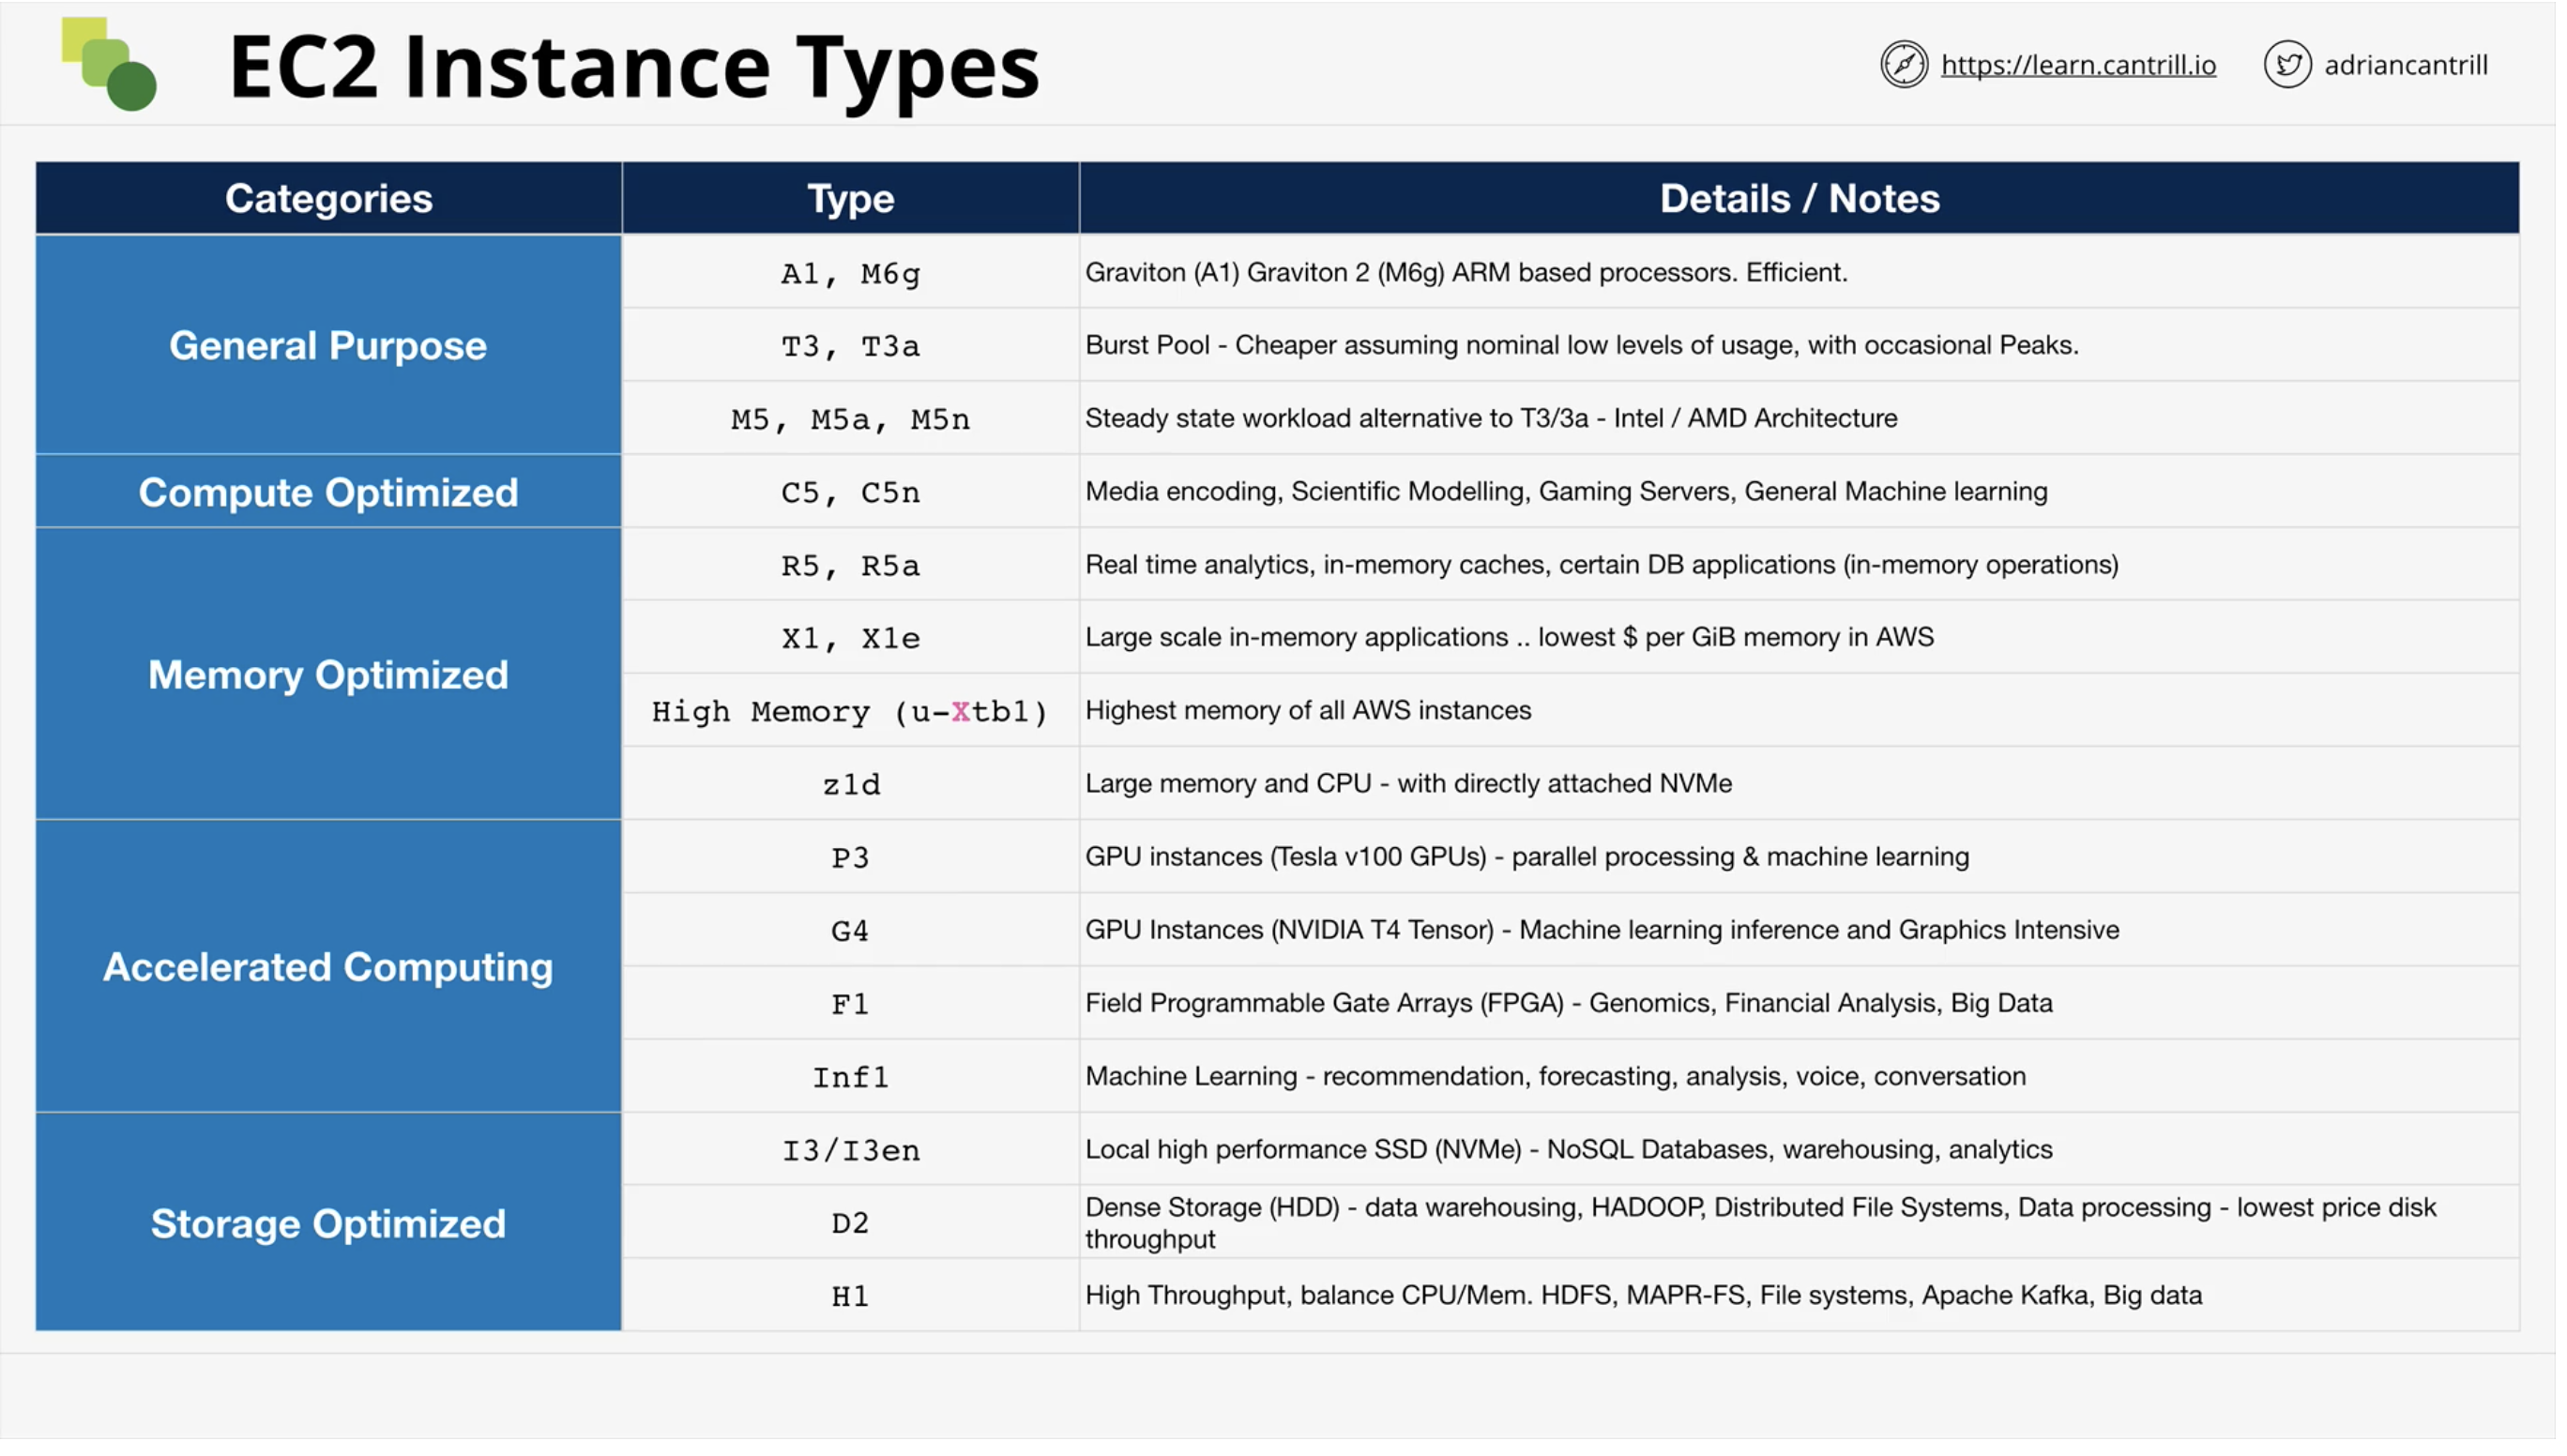 EC2 Instance Types
https://learn.cantrill.io
adriancantrill
Categories
Type
Details / Notes
General Purpose
A1, M6g
Graviton (A1) Graviton 2 (M6g) ARM based processors. Efficient.
T3, T3a
Burst Pool - Cheaper assuming nominal low levels of usage, with occasional Peaks.
M5, M5a, M5n
Steady state workload alternative to T3/3a - Intel / AMD Architecture
Compute Optimized
C5, C5n
Media encoding, Scientific Modelling, Gaming Servers, General Machine learning
Memory Optimized
R5, R5a
Real time analytics, in-memory caches, certain DB applications (in-memory operations)
X1, X1e
Large scale in-memory applications .. lowest $ per GiB memory in AWS
High Memory (u-Xtb1)
Highest memory of all AWS instances
z1d
Large memory and CPU - with directly attached NVMe
Accelerated Computing
P3
GPU instances (Tesla v100 GPUs) - parallel processing & machine learning
G4
GPU Instances (NVIDIA T4 Tensor) - Machine learning inference and Graphics Intensive
F1
Field Programmable Gate Arrays (FPGA) - Genomics, Financial Analysis, Big Data
Inf1
Machine Learning - recommendation, forecasting, analysis, voice, conversation
Storage Optimized
I3/I3en
Local high performance SSD (NVMe) - NoSQL Databases, warehousing, analytics
D2
Dense Storage (HDD) - data warehousing, HADOOP, Distributed File Systems, Data processing - lowest price disk
throughput
H1
High Throughput, balance CPU/Mem. HDFS, MAPR-FS, File systems, Apache Kafka, Big data